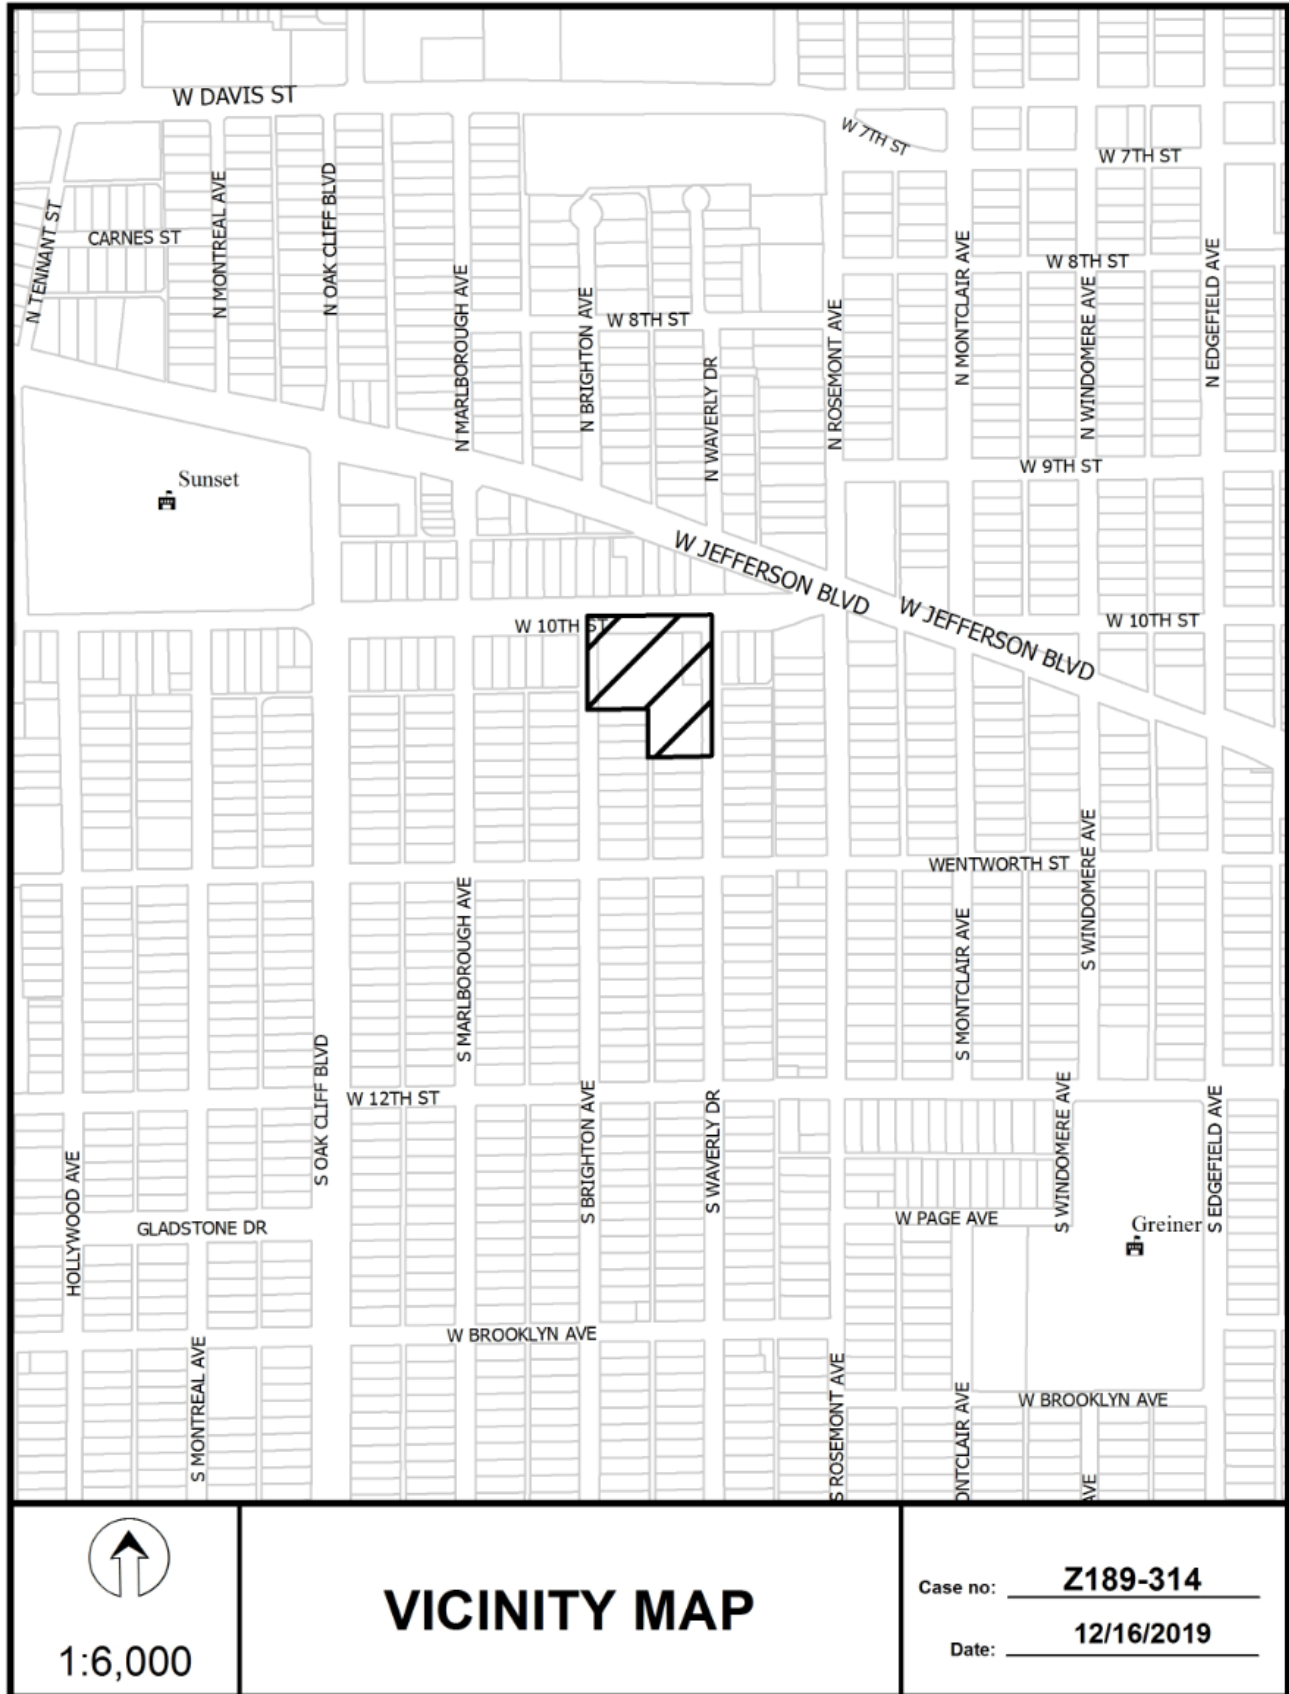 W DAVIS ST
W 7TH ST
W 7TH ST
N TENNANT ST
CARNES ST
N MONTREAL AVE
N OAK CLIFF BLVD
N MARLBOROUGH AVE
N BRIGHTON AVE
W 8TH ST
N WAVERLY DR
N ROSEMONT AVE
N MONTCLAIR AVE
W 8TH ST
N WINDOMERE AVE
N EDGEFIELD AVE
W 9TH ST
Sunset
W JEFFERSON BLVD
W JEFFERSON BLVD
W 10TH ST
W 10TH ST
WENTWORTH ST
S MARLBOROUGH AVE
S MONTCLAIR AVE
S WINDOMERE AVE
S OAK CLIFF BLVD
W 12TH ST
S BRIGHTON AVE
S WAVERLY DR
S WINDOMERE AVE
S EDGEFIELD AVE
HOLLYWOOD AVE
GLADSTONE DR
W PAGE AVE
Greiner
W BROOKLYN AVE
S MONTREAL AVE
S ROSEMONT AVE
ONTCLAIR AVE
W BROOKLYN AVE
AVE
1:6,000
VICINITY MAP
Case no: Z189-314
Date: 12/16/2019